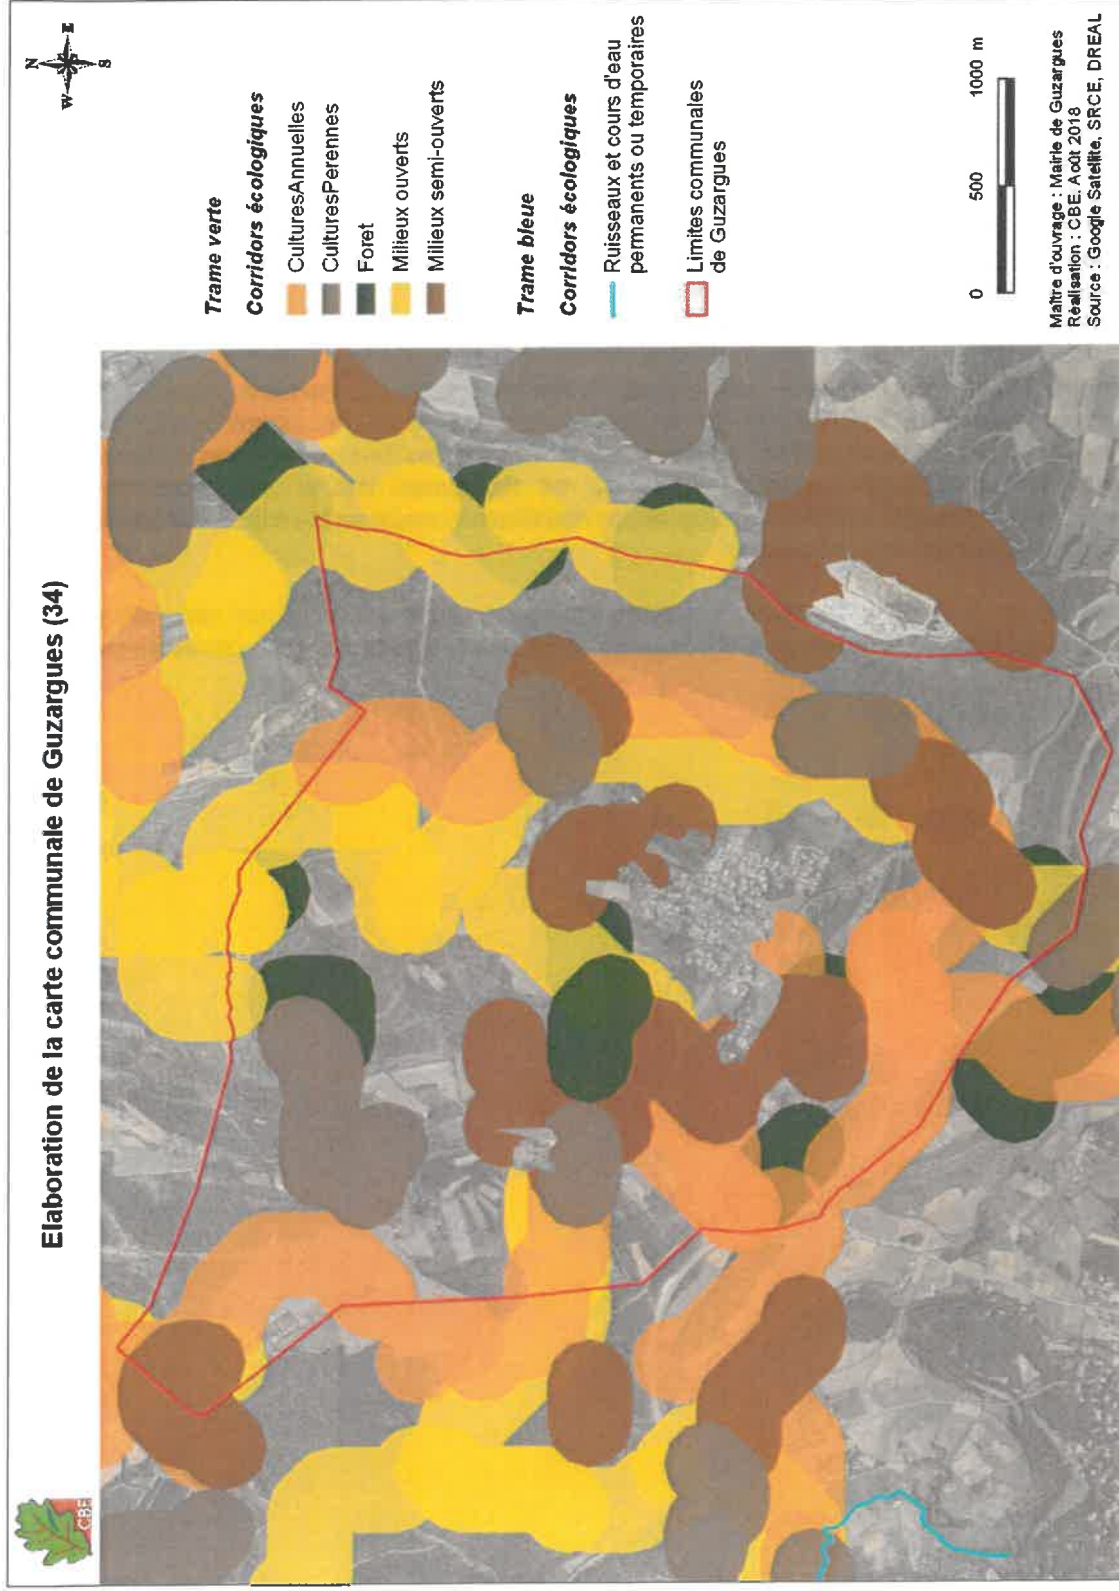 Elaboration de la carte communale de Guzargues (34)
CBE
N
W
E
S
Trame verte
Corridors écologiques
CulturesAnnuelles
CulturesPerennes
Foret
Milieux ouverts
Milieux semi-ouverts
Trame bleue
Corridors écologiques
Ruisseaux et cours d'eau
permanents ou temporaires
Limites communales
de Guzargues
0 500 1000 m
Maître d'ouvrage : Mairie de Guzargues
Réalisation : CBE. Août 2018
Source : Google Satellite, SRCE, DREAL